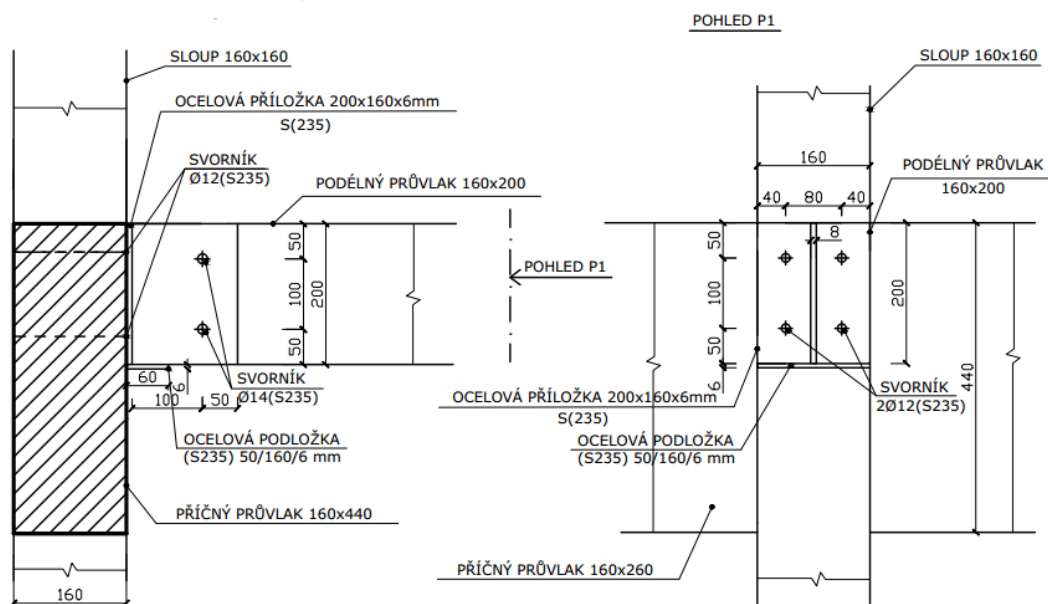 POHLED P1
SLOUP 160x160
OCELOVÁ PŘÍLOŽKA 200x160x6mm
S(235)
SVORNÍK
Ø12(S235)
PODÉLNÝ PRŮVLAK 160x200
50
100
200
50
POHLED P1
60
6
100
50
SVORNÍK
Ø14(S235)
OCELOVÁ PODLOŽKA
(S235) 50/160/6 mm
PŘÍČNÝ PRŮVLAK 160x440
160
SLOUP 160x160
160
PODÉLNÝ PRŮVLAK
160x200
40
80
40
50
8
100
200
50
6
440
OCELOVÁ PŘÍLOŽKA 200x160x6mm
S(235)
SVORNÍK
2Ø12(S235)
OCELOVÁ PODLOŽKA
(S235) 50/160/6 mm
PŘÍČNÝ PRŮVLAK 160x260